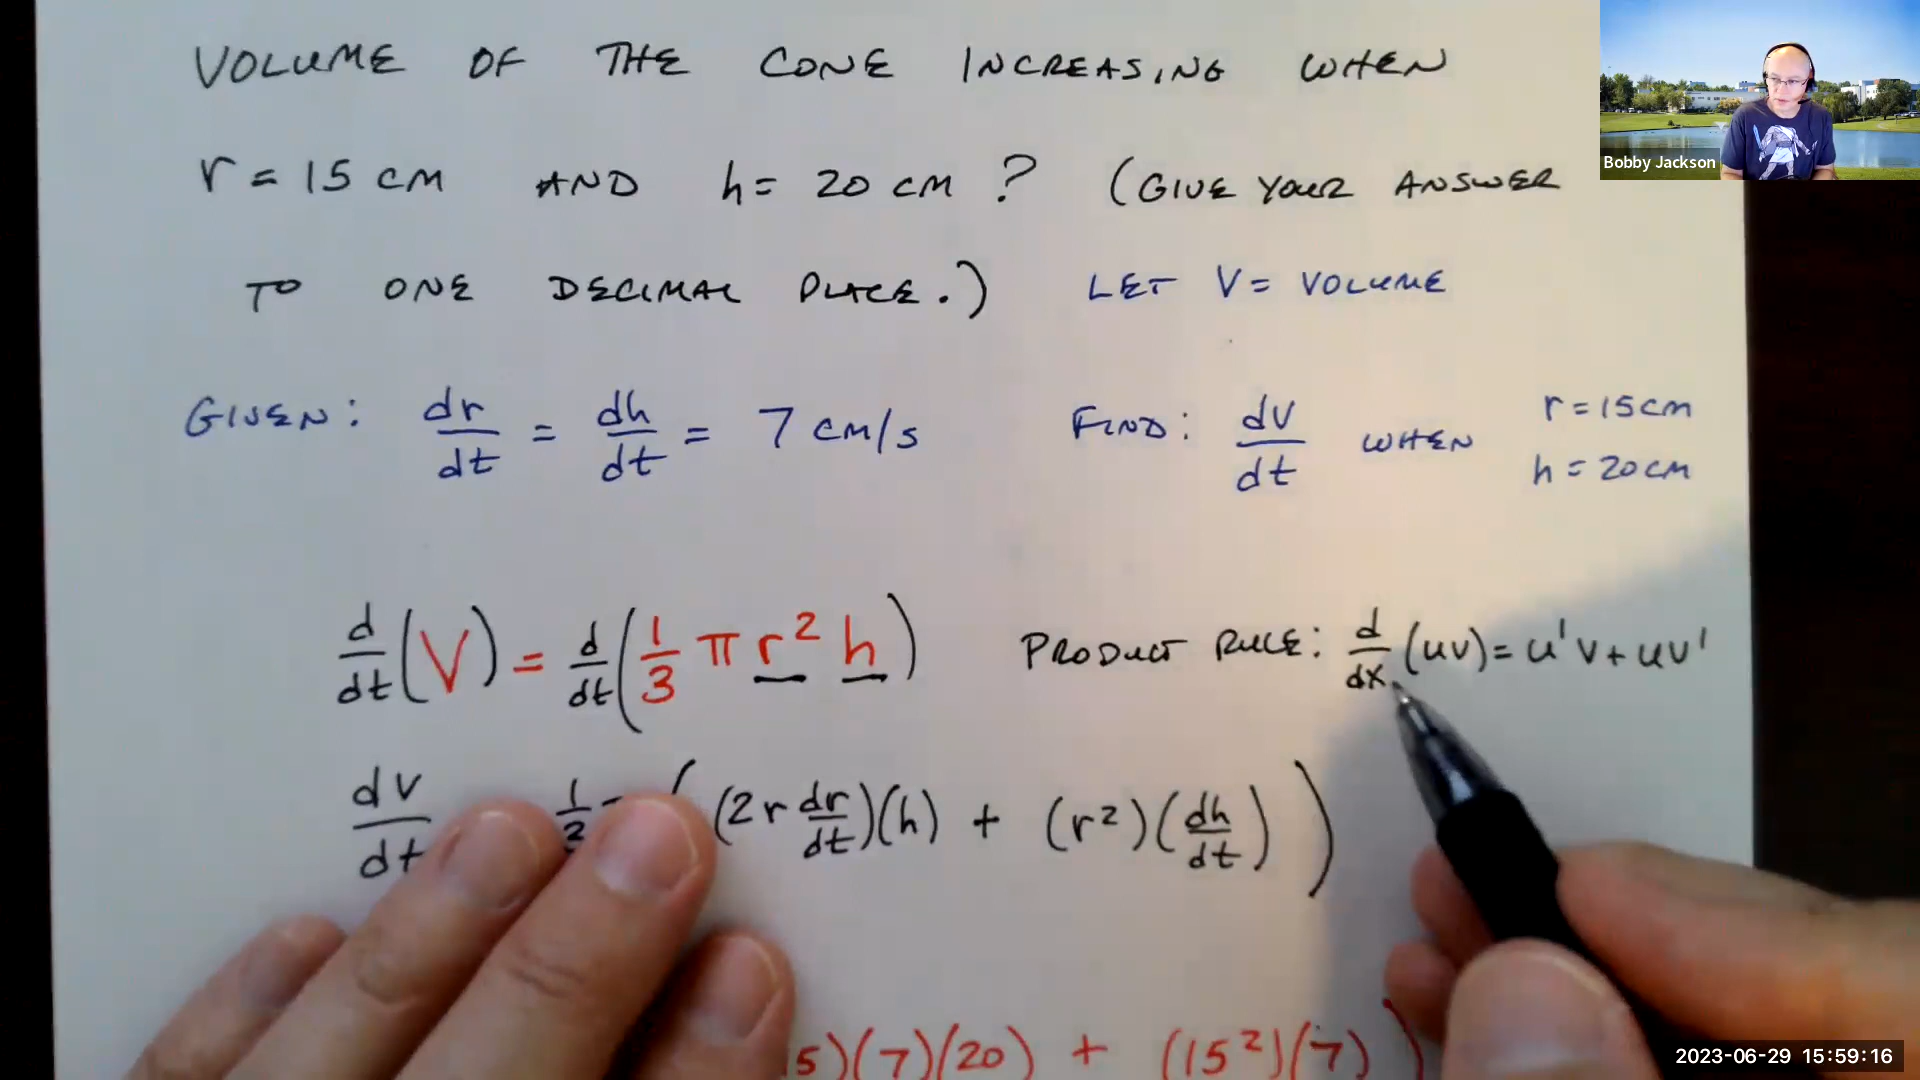 VOLUME OF THE CONE INCREASING WHEN
r = 15 CM AND h = 20 CM ? (GIVE YOUR ANSWER
TO ONE DECIMAL PLACE.) LET V = VOLUME
GIVEN: dr/dt = dh/dt = 7 cm/s FIND: dV/dt WHEN r = 15 cm h = 20 cm
d/dt (V) = d/dt (1/3 π r² h) PRODUCT RULE: d/dx (uv) = u'v + uv'
dv/dt ((2r dr/dt)(h) + (r²)(dh/dt))
5)(7)(20) + (15²)(7))
Bobby Jackson
2023-06-29 15:59:16